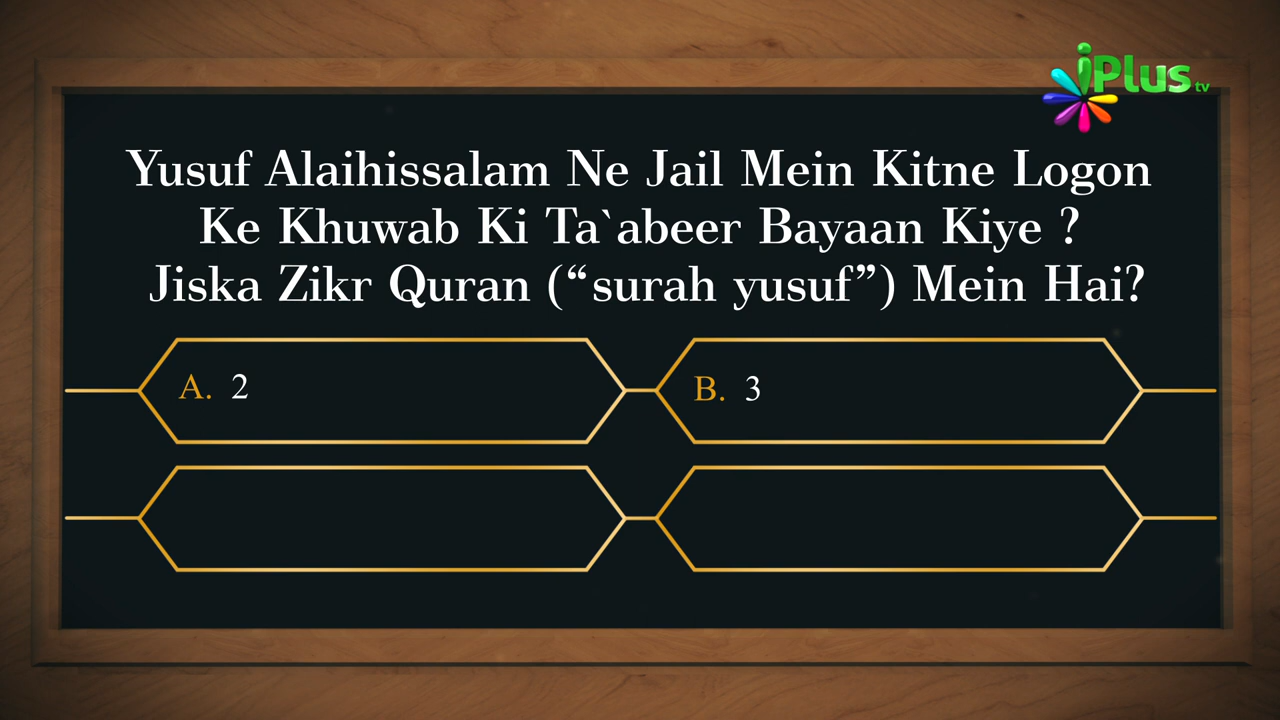 iPlus tv
Yusuf Alaihissalam Ne Jail Mein Kitne Logon
Ke Khuwab Ki Ta`abeer Bayaan Kiye ?
Jiska Zikr Quran (“surah yusuf”) Mein Hai?
A. 2
B. 3